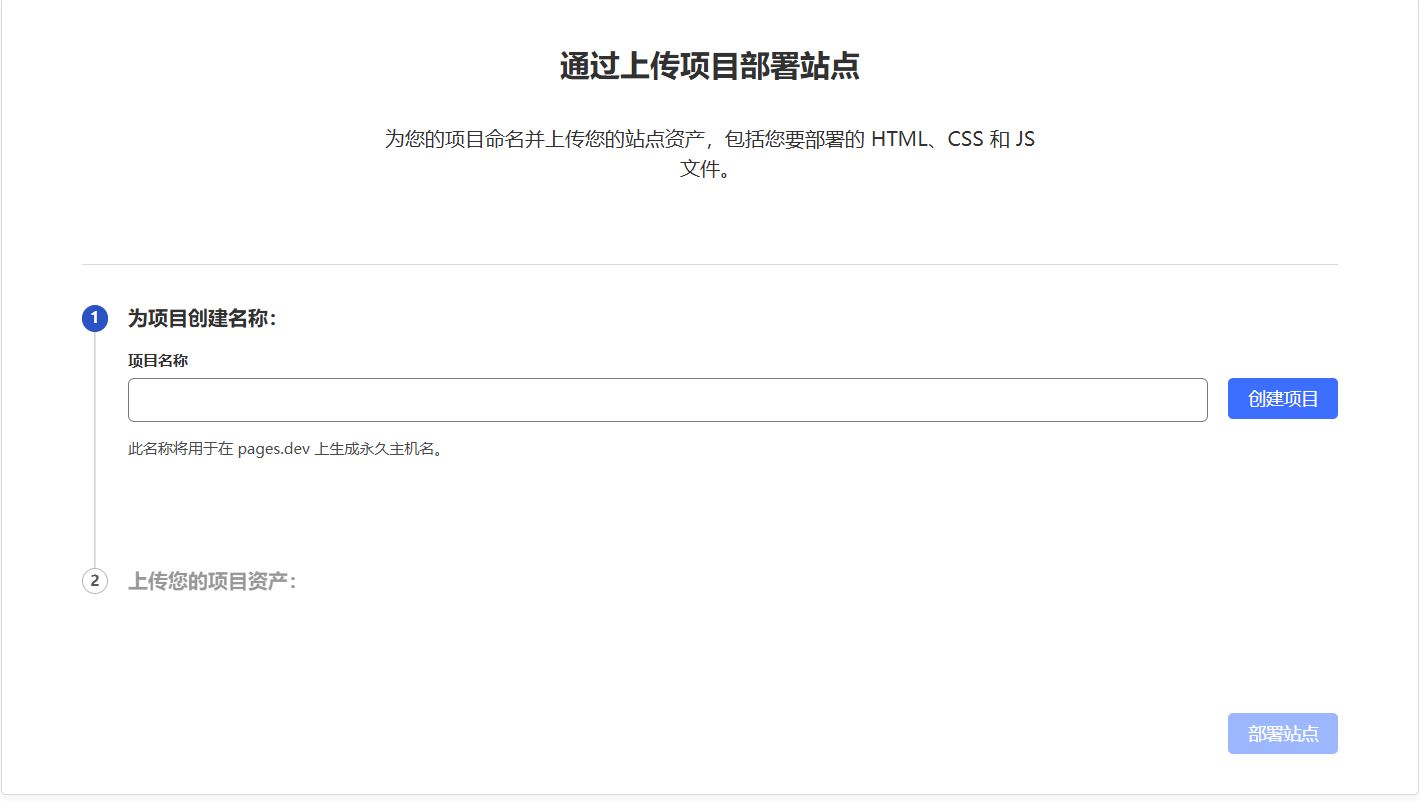 通过上传项目部署站点
为您的项目命名并上传您的站点资产，包括您要部署的 HTML、CSS 和 JS
文件。
1 为项目创建名称：
项目名称
创建项目
此名称将用于在 pages.dev 上生成永久主机名。
2 上传您的项目资产：
部署站点